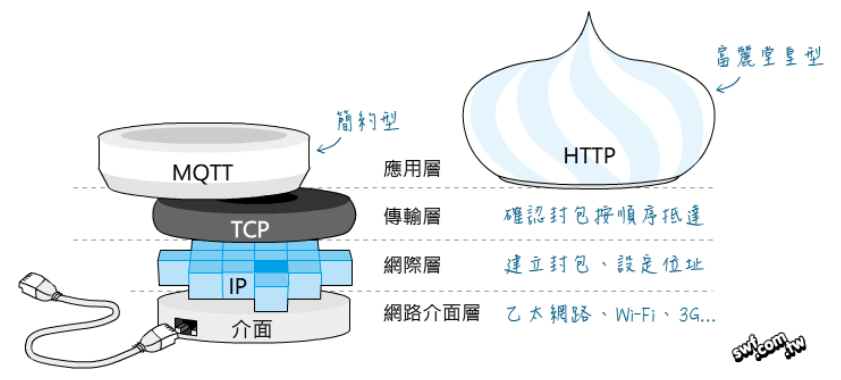 富麗堂皇型
簡約型
MQTT
應用層
HTTP
TCP
傳輸層
確認封包按順序抵達
IP
網際層
建立封包、設定位址
介面
網路介面層
乙太網路、Wi-Fi、3G...
swf.com.tw